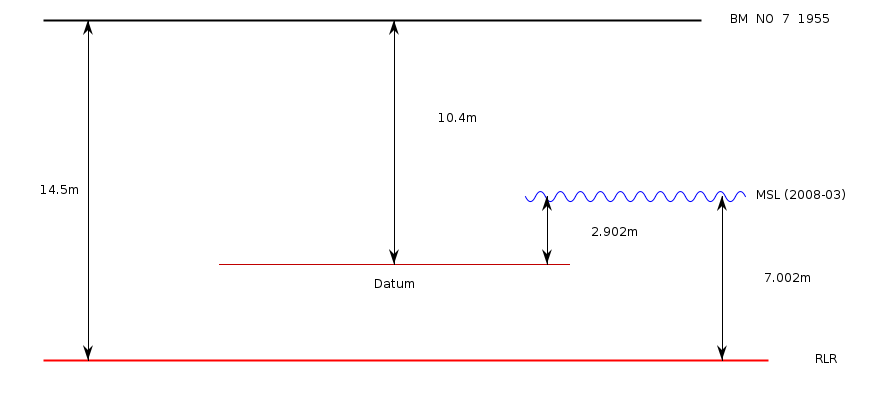 BM NO 7 1955
10.4m
14.5m
MSL (2008-03)
2.902m
7.002m
Datum
RLR